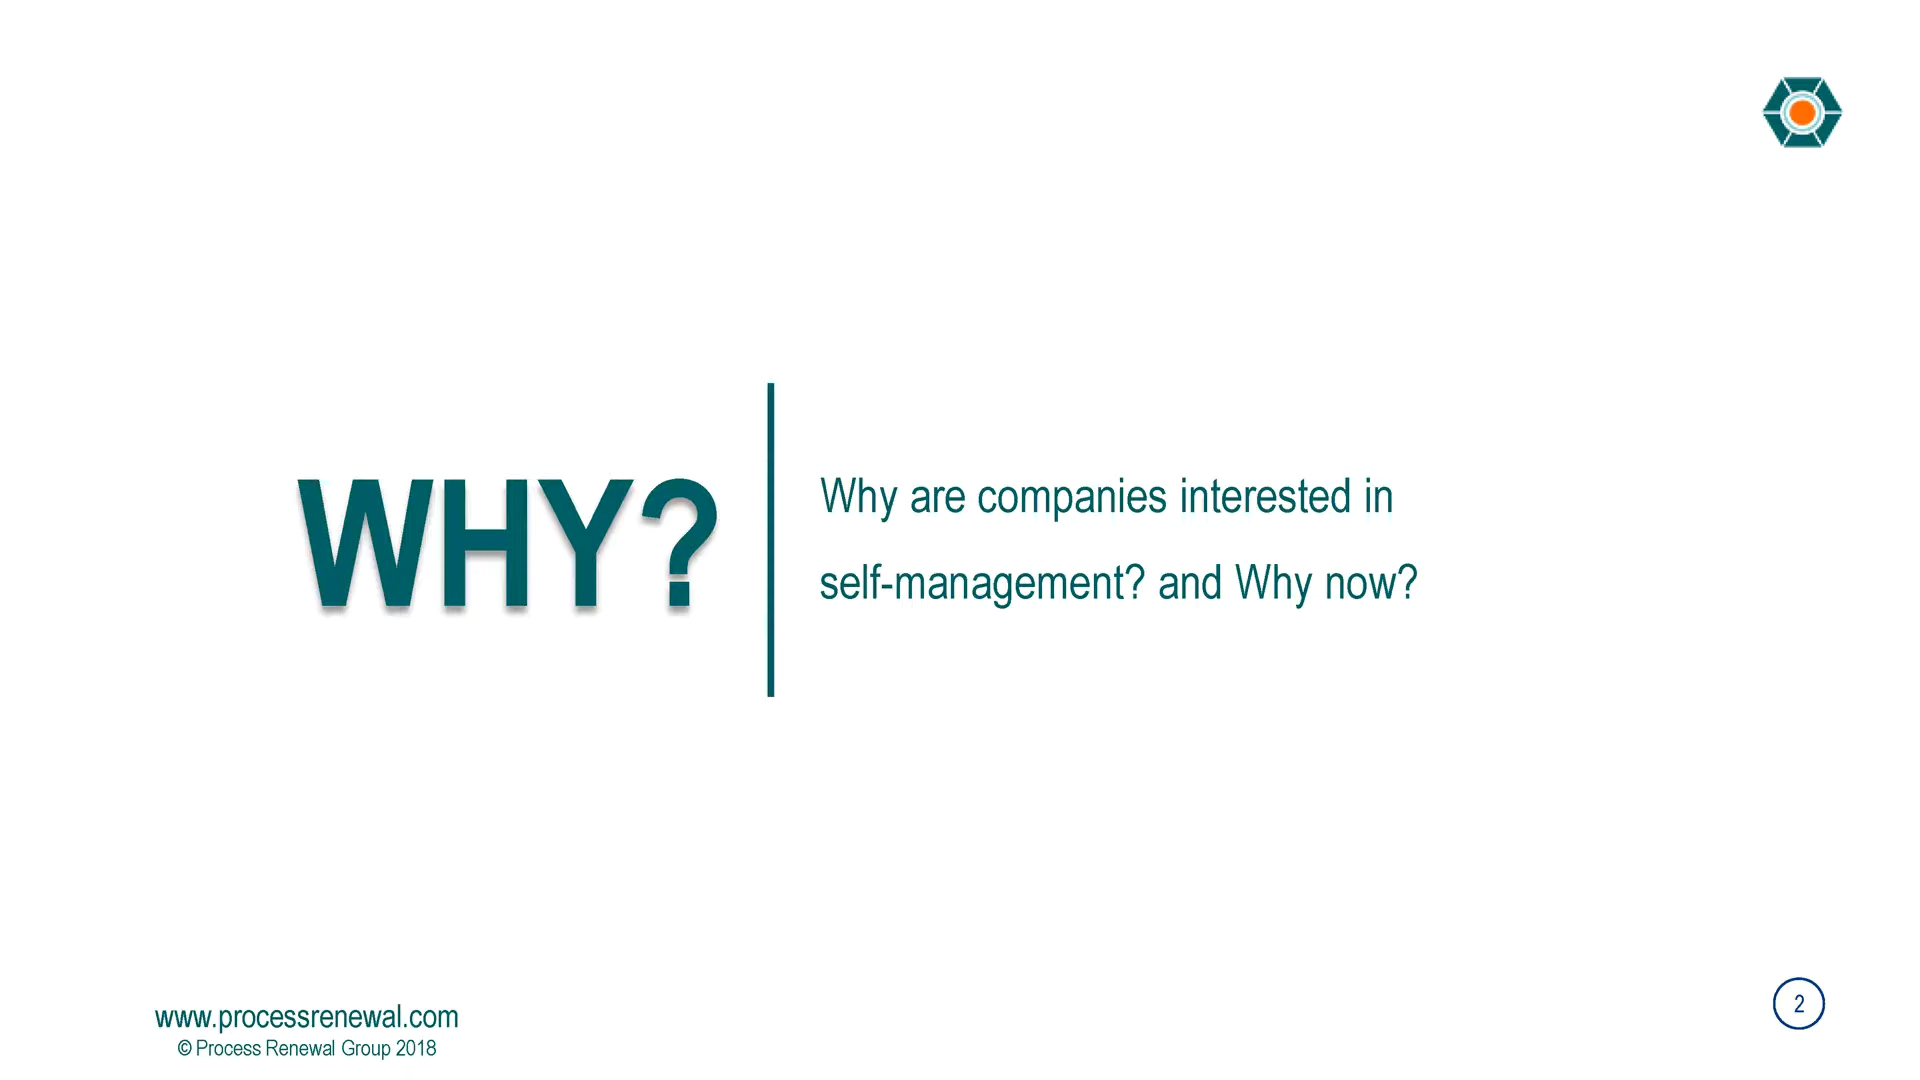 WHY?
Why are companies interested in
self-management? and Why now?
www.processrenewal.com
© Process Renewal Group 2018
2